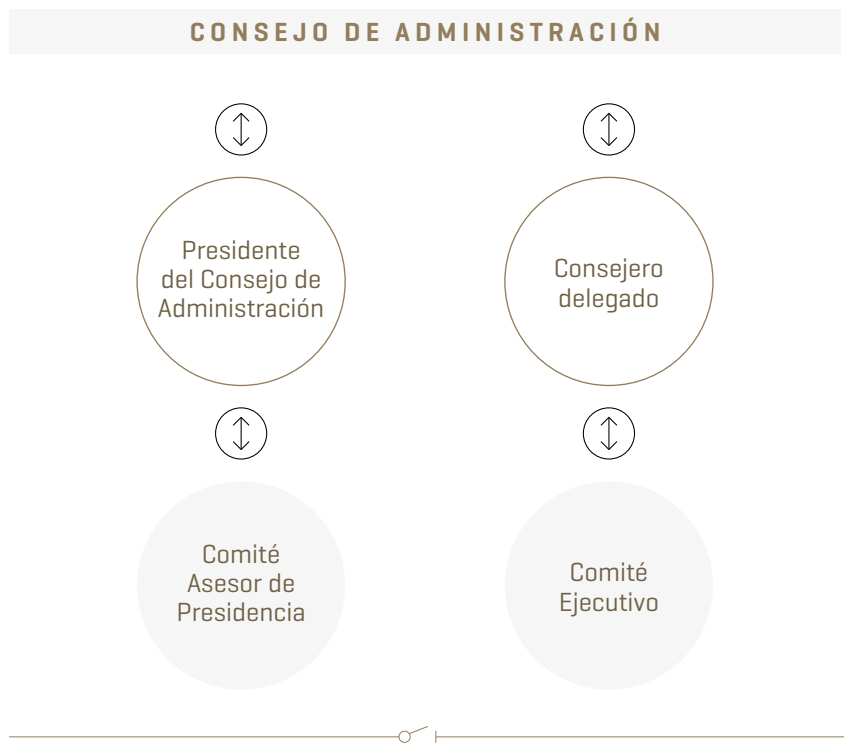 CONSEJO DE ADMINISTRACIÓN
Presidente
del Consejo de
Administración
Consejero
delegado
Comité
Asesor de
Presidencia
Comité
Ejecutivo